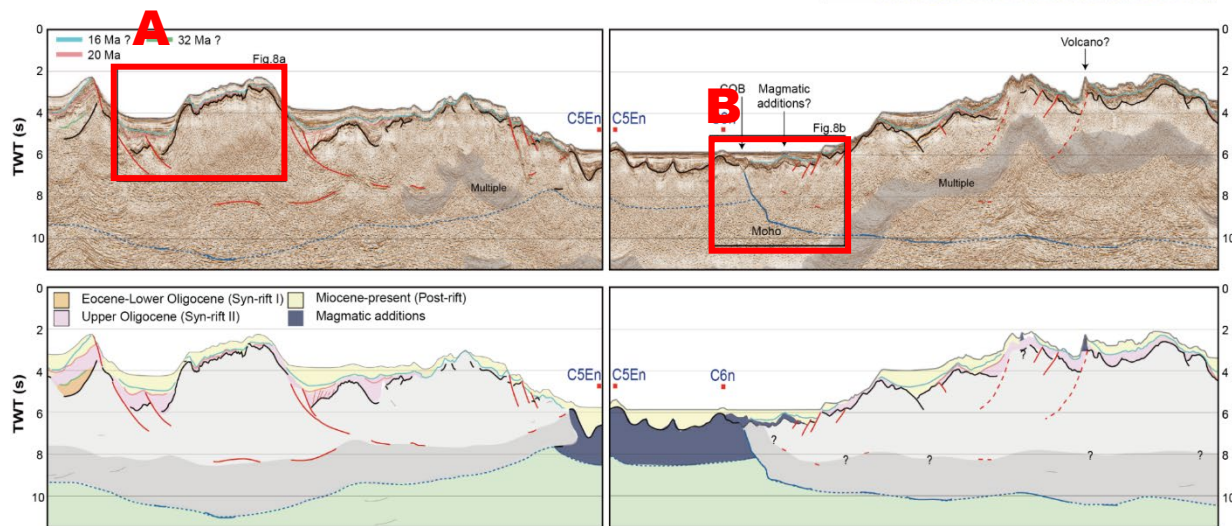 A
0
16 Ma ? 32 Ma ?
20 Ma
Fig.8a
Volcano?
0
2
2
B
COB Magmatic
additions?
4
4
TWT (s)
C5En
C5En
Fig.8b
6
6
Multiple
Multiple
8
8
Moho
10
10
0
Eocene-Lower Oligocene (Syn-rift I) Miocene-present (Post-rift)
Upper Oligocene (Syn-rift II) Magmatic additions
0
2
2
?
4
4
TWT (s)
C5En
C5En
C6n
6
6
?
8
? ? ? ?
8
10
10